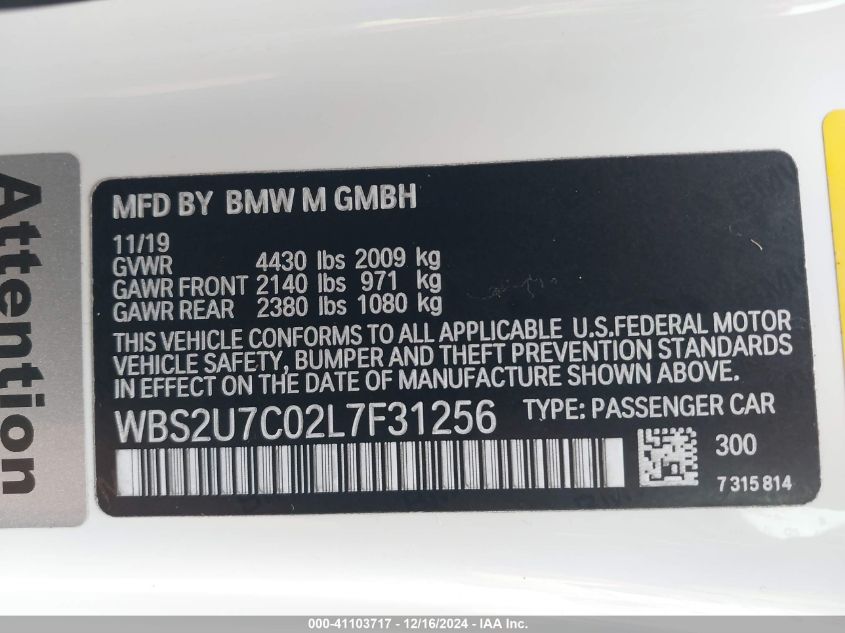 Attention
MFD BY BMW M GMBH
11/19
GVWR 4430 lbs 2009 kg
GAWR FRONT 2140 lbs 971 kg
GAWR REAR 2380 lbs 1080 kg
THIS VEHICLE CONFORMS TO ALL APPLICABLE U.S.FEDERAL MOTOR
VEHICLE SAFETY, BUMPER AND THEFT PREVENTION STANDARDS
IN EFFECT ON THE DATE OF MANUFACTURE SHOWN ABOVE.
WBS2U7C02L7F31256 TYPE: PASSENGER CAR
300
7 315 814
000-41103717 - 12/16/2024 - IAA Inc.